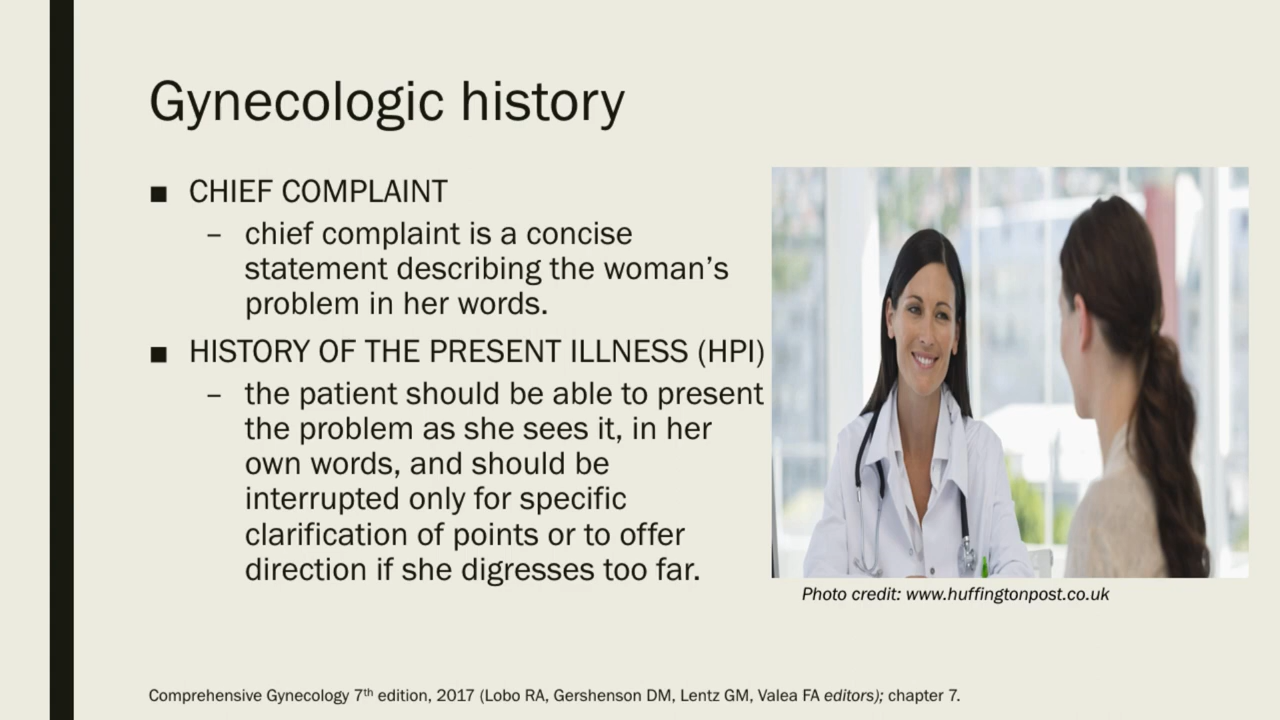 Gynecologic history
■ CHIEF COMPLAINT
– chief complaint is a concise
statement describing the woman’s
problem in her words.
■ HISTORY OF THE PRESENT ILLNESS (HPI)
– the patient should be able to present
the problem as she sees it, in her
own words, and should be
interrupted only for specific
clarification of points or to offer
direction if she digresses too far.
Photo credit: www.huffingtonpost.co.uk
Comprehensive Gynecology 7th edition, 2017 (Lobo RA, Gershenson DM, Lentz GM, Valea FA editors); chapter 7.